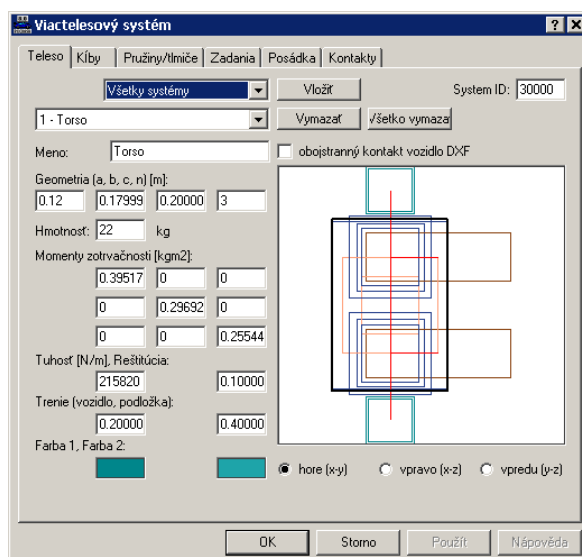 Viactelesový systém
Teleso Kĺby Pružiny/tlmiče Zadania Posádka Kontakty
Všetky systémy Vložiť System ID: 30000
1 - Torso Vymazať Všetko vymazať
Meno: Torso obojstranný kontakt vozidlo DXF
Geometria (a, b, c, n) [m]:
0.12 0.17999 0.20000 3
Hmotnosť: 22 kg
Momenty zotrvačnosti [kgm2]:
0.39517 0 0
0 0.29692 0
0 0 0.25544
Tuhosť [N/m], Reštitúcia:
215820 0.10000
Trenie (vozidlo, podložka):
0.20000 0.40000
Farba 1, Farba 2:
hore (x-y) vpravo (x-z) vpredu (y-z)
OK Storno Použít Nápověda